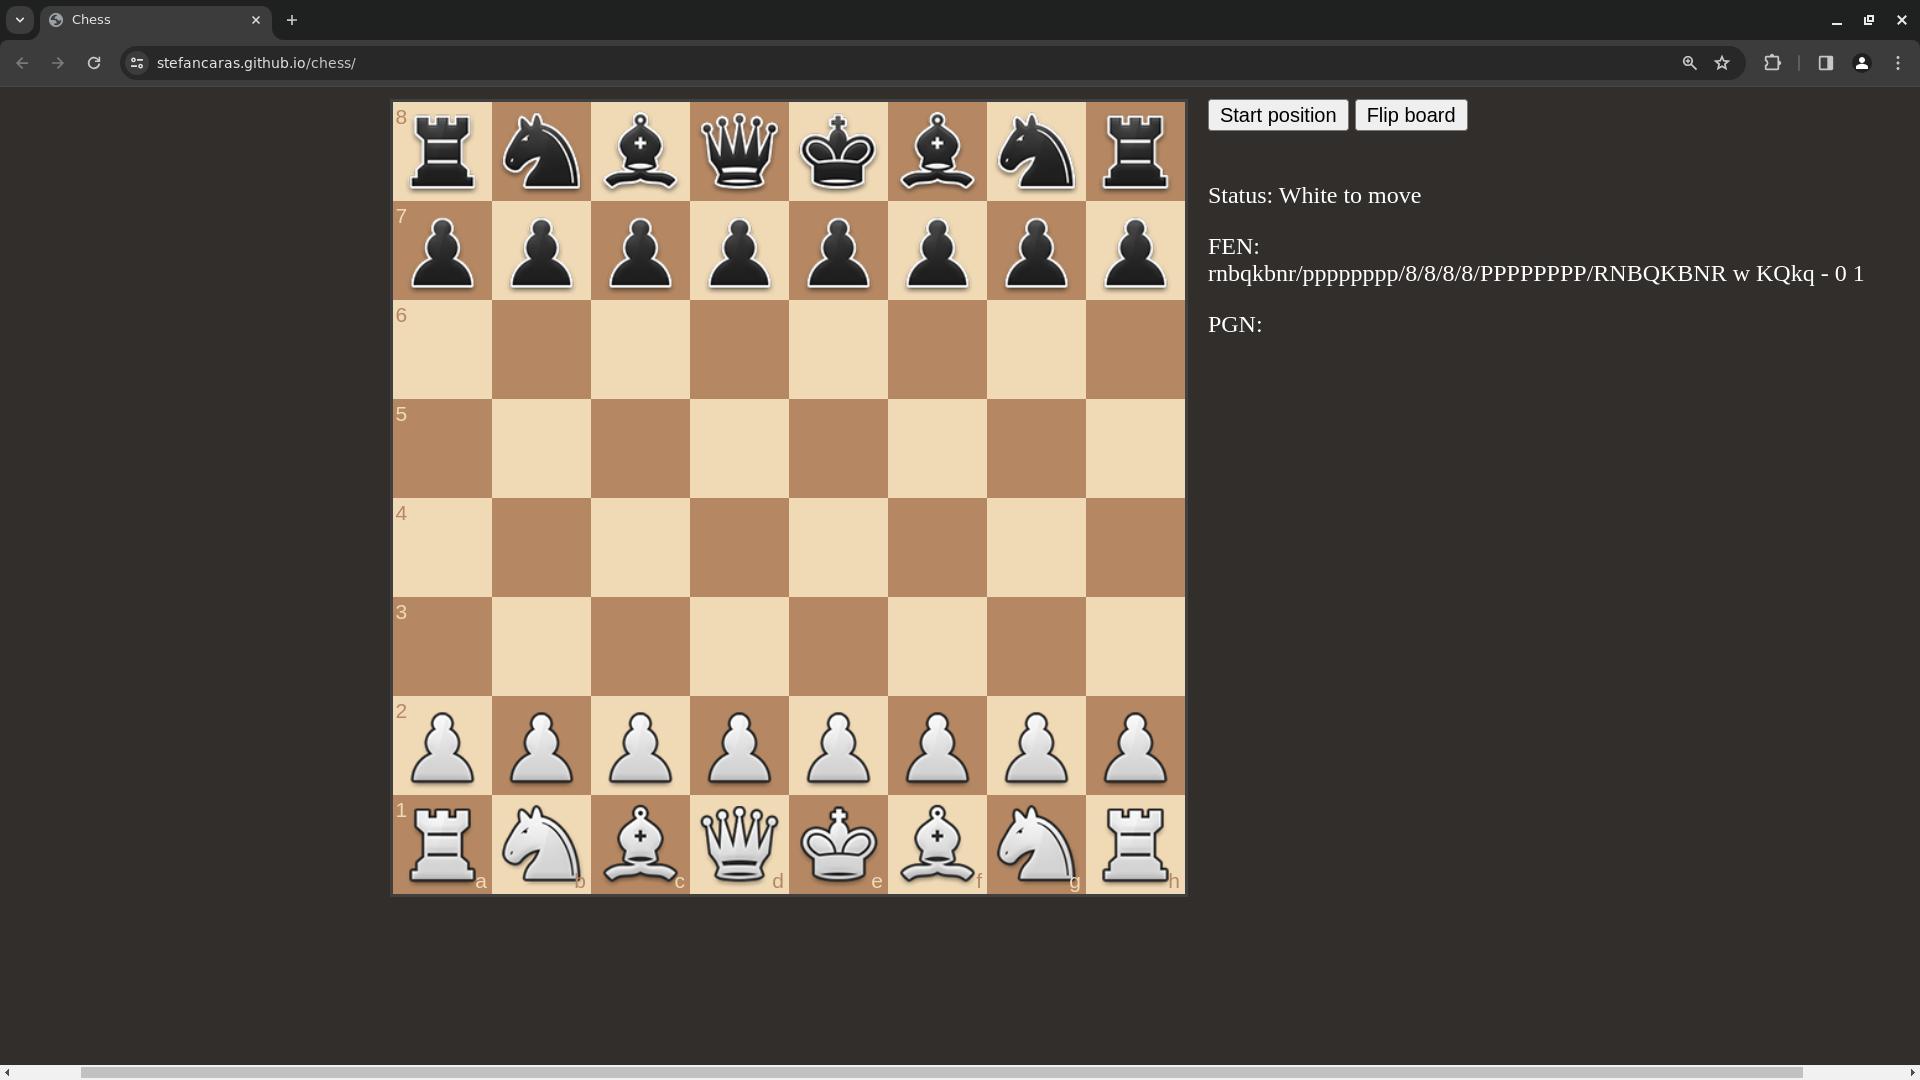 Chess
stefancaras.github.io/chess/
Start position Flip board
Status: White to move
FEN:
rnbqkbnr/pppppppp/8/8/8/8/PPPPPPPP/RNBQKBNR w KQkq - 0 1
PGN:
8
7
6
5
4
3
2
1
a b c d e f g h